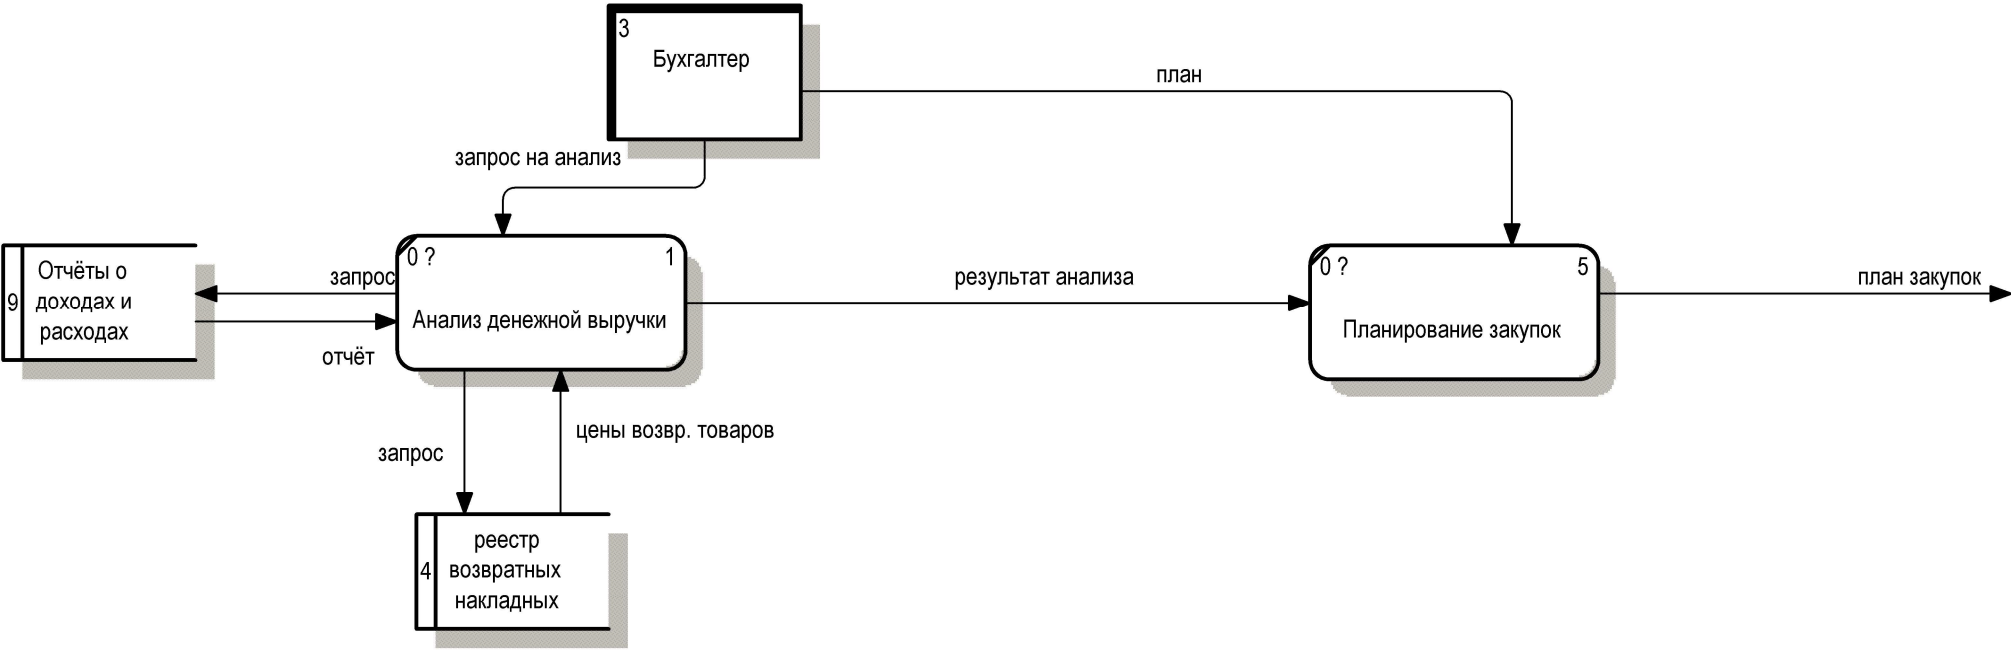 3
Бухгалтер
план
запрос на анализ
0 ?
1
Анализ денежной выручки
0 ?
5
Планирование закупок
9
Отчёты о
доходах и
расходах
запрос
отчёт
результат анализа
план закупок
запрос
цены возвр. товаров
4
реестр
возвратных
накладных